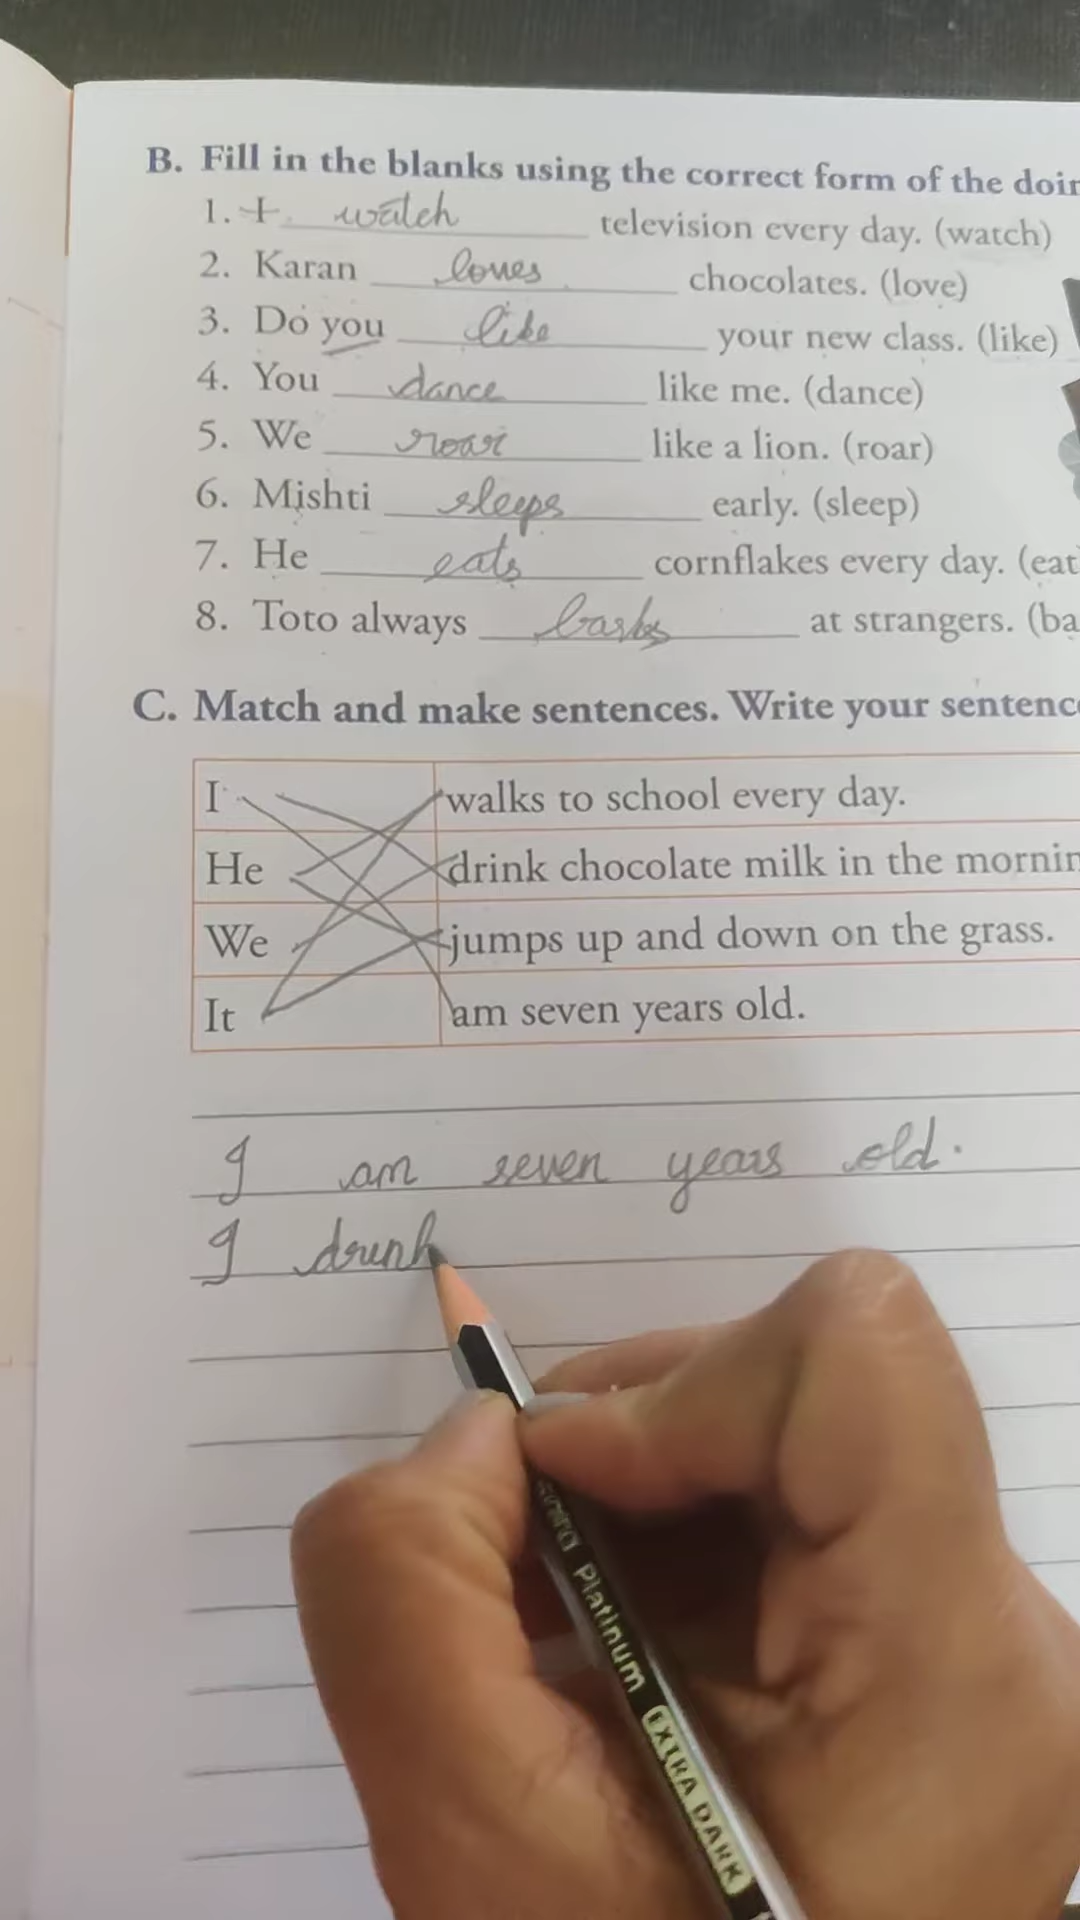 B. Fill in the blanks using the correct form of the doin
1. I watch television every day. (watch)
2. Karan loves chocolates. (love)
3. Do you like your new class. (like)
4. You dance like me. (dance)
5. We roar like a lion. (roar)
6. Mishti sleeps early. (sleep)
7. He eats cornflakes every day. (eat
8. Toto always barks at strangers. (ba
C. Match and make sentences. Write your sentenc
I walks to school every day.
He drink chocolate milk in the mornin
We jumps up and down on the grass.
It am seven years old.
I am seven years old.
I drink
Platinum EXTRA DARK